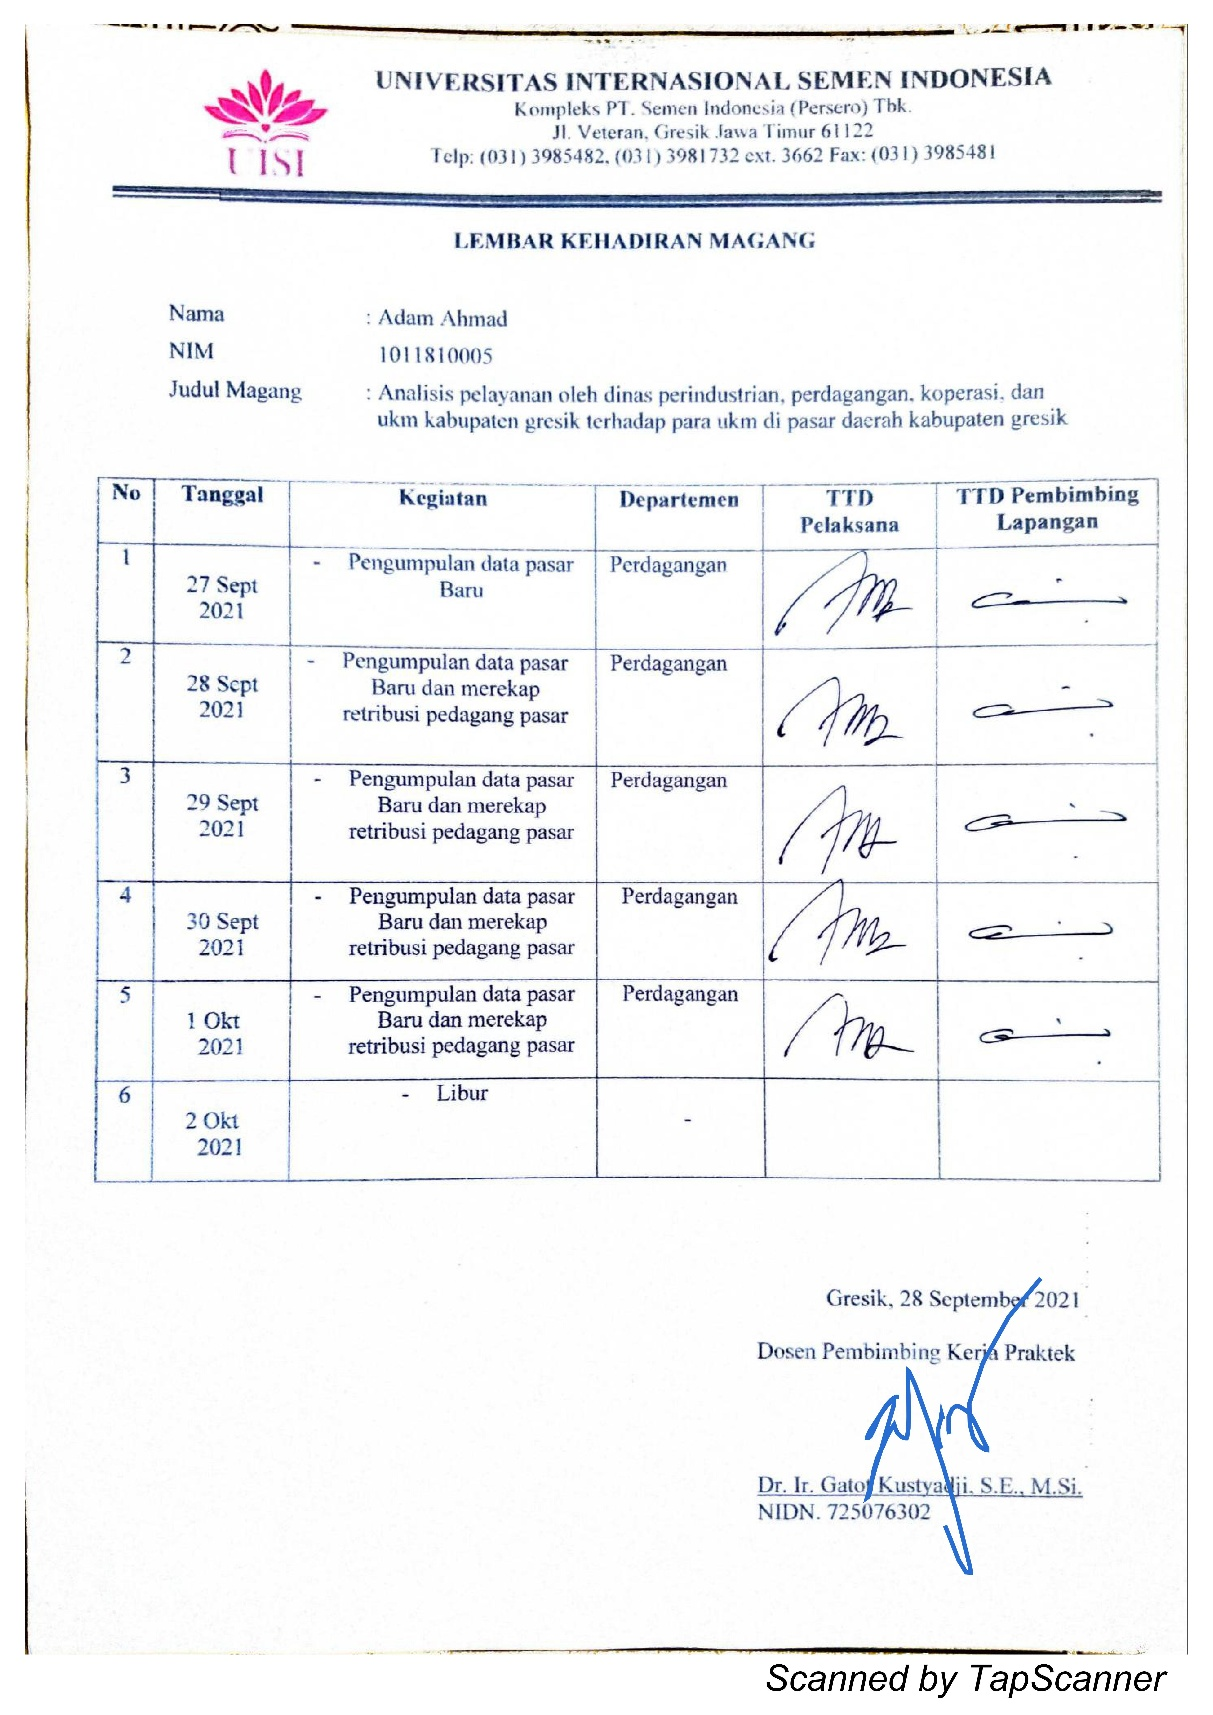 UNIVERSITAS INTERNASIONAL SEMEN INDONESIA
Kompleks PT. Semen Indonesia (Persero) Tbk.
Jl. Veteran, Gresik Jawa Timur 61122
Telp: (031) 3985482, (031) 3981732 ext. 3662 Fax: (031) 3985481
UISI
LEMBAR KEHADIRAN MAGANG
Nama : Adam Ahmad
NIM 1011810005
Judul Magang : Analisis pelayanan oleh dinas perindustrian, perdagangan, koperasi, dan
ukm kabupaten gresik terhadap para ukm di pasar daerah kabupaten gresik
No Tanggal Kegiatan Departemen TTD Pelaksana TTD Pembimbing Lapangan
1 27 Sept 2021 - Pengumpulan data pasar Baru Perdagangan
2 28 Sept 2021 - Pengumpulan data pasar Baru dan merekap retribusi pedagang pasar Perdagangan
3 29 Sept 2021 - Pengumpulan data pasar Baru dan merekap retribusi pedagang pasar Perdagangan
4 30 Sept 2021 - Pengumpulan data pasar Baru dan merekap retribusi pedagang pasar Perdagangan
5 1 Okt 2021 - Pengumpulan data pasar Baru dan merekap retribusi pedagang pasar Perdagangan
6 2 Okt 2021 - Libur -
Gresik, 28 September 2021
Dosen Pembimbing Kerja Praktek
Dr. Ir. Gatot Kustyadji, S.E., M.Si.
NIDN. 725076302
Scanned by TapScanner